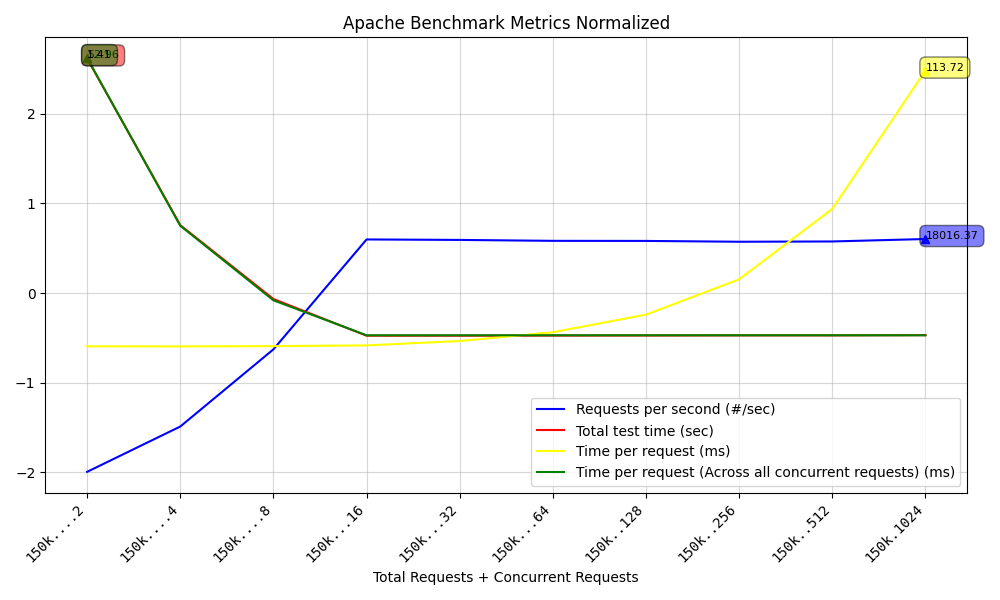 Apache Benchmark Metrics Normalized
113.72
18016.37
2
1
0
−1
−2
Requests per second (#/sec)
Total test time (sec)
Time per request (ms)
Time per request (Across all concurrent requests) (ms)
150k....2
150k....4
150k....8
150k...16
150k...32
150k...64
150k..128
150k..256
150k..512
150k.1024
Total Requests + Concurrent Requests